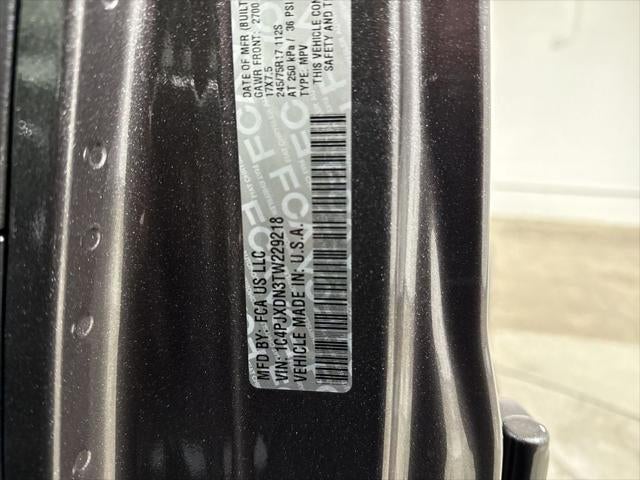 MFD BY: FCA US LLC
VIN: 1C4PJXDN3TW229218
VEHICLE MADE IN: U.S.A.
DATE OF MFR (BUILT
GAWR FRONT: 2700
17X7.5
245/75R17 112S
AT 250 kPa / 36 PSI
TYPE: MPV
THIS VEHICLE CON
SAFETY AND T